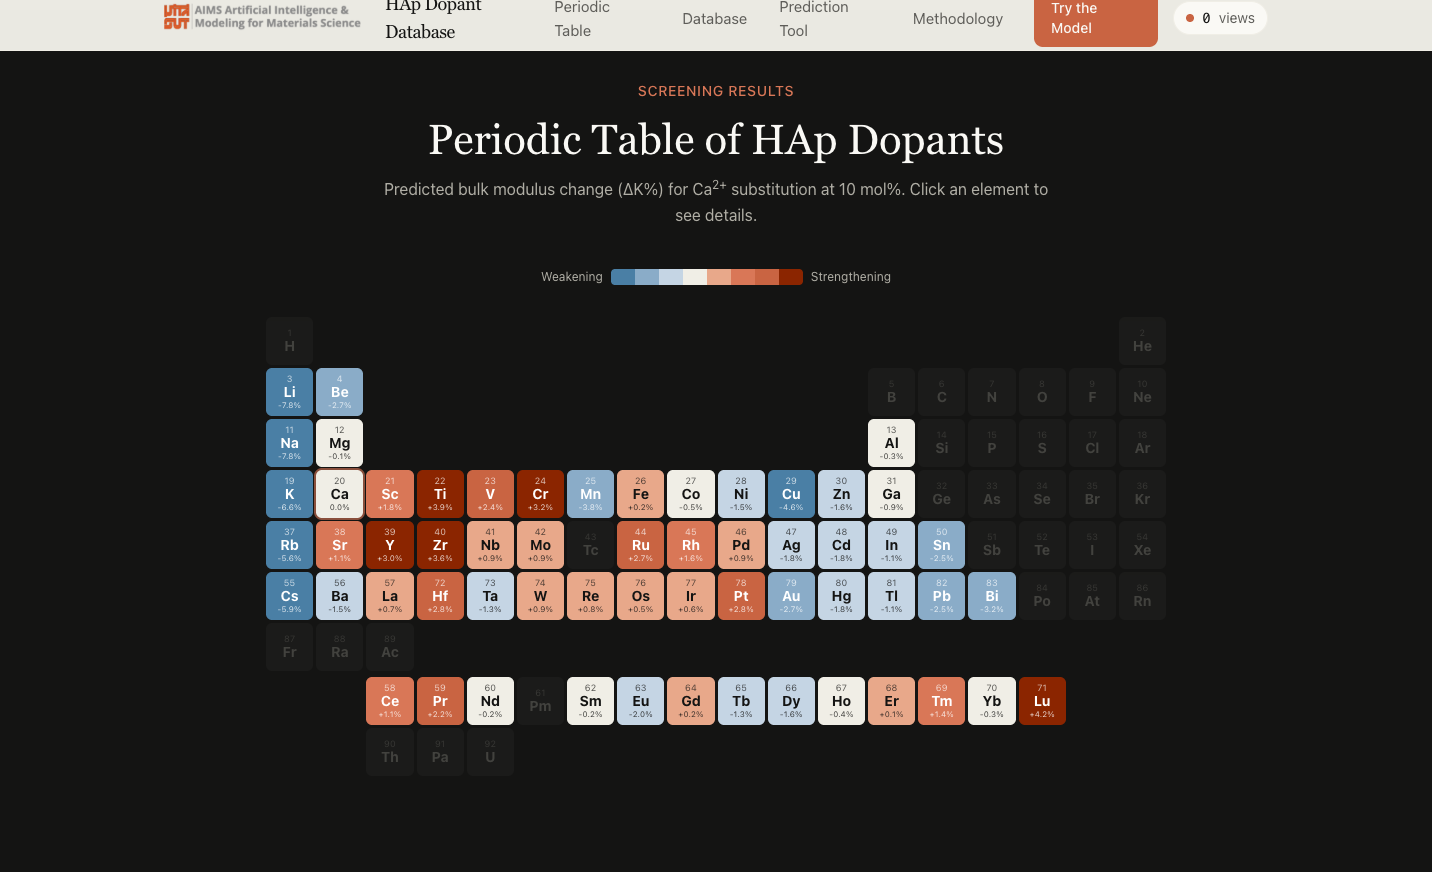 AIMS Artificial Intelligence &
Modeling for Materials Science
HAp Dopant
Database
Periodic
Table
Database
Prediction
Tool
Methodology
Try the
Model
0 views
SCREENING RESULTS
Periodic Table of HAp Dopants
Predicted bulk modulus change (ΔK%) for Ca²⁺ substitution at 10 mol%. Click an element to
see details.
Weakening Strengthening
1 2
H He
3 4 5 6 7 8 9 10
Li Be B C N O F Ne
-7.8% -2.7%
11 12 13 14 15 16 17 18
Na Mg Al Si P S Cl Ar
-7.8% -0.1% -0.3%
19 20 21 22 23 24 25 26 27 28 29 30 31 32 33 34 35 36
K Ca Sc Ti V Cr Mn Fe Co Ni Cu Zn Ga Ge As Se Br Kr
-6.6% 0.0% +1.8% +3.9% +2.4% +3.2% -3.8% +0.2% -0.5% -1.5% -4.6% -1.6% -0.9%
37 38 39 40 41 42 43 44 45 46 47 48 49 50 51 52 53 54
Rb Sr Y Zr Nb Mo Tc Ru Rh Pd Ag Cd In Sn Sb Te I Xe
-5.6% +1.1% +3.0% +3.6% +0.9% +0.9% +2.7% +1.6% +0.9% -1.8% -1.8% -1.1% -2.5%
55 56 57 72 73 74 75 76 77 78 79 80 81 82 83 84 85 86
Cs Ba La Hf Ta W Re Os Ir Pt Au Hg Tl Pb Bi Po At Rn
-5.9% -1.5% +0.7% +2.8% -1.3% +0.9% +0.8% +0.5% +0.6% +2.8% -2.7% -1.8% -1.1% -2.5% -3.2%
87 88 89
Fr Ra Ac
58 59 60 61 62 63 64 65 66 67 68 69 70 71
Ce Pr Nd Pm Sm Eu Gd Tb Dy Ho Er Tm Yb Lu
+1.1% +2.2% -0.2% -0.2% -2.0% +0.2% -1.3% -1.6% -0.4% +0.1% +1.4% -0.3% +4.2%
90 91 92
Th Pa U